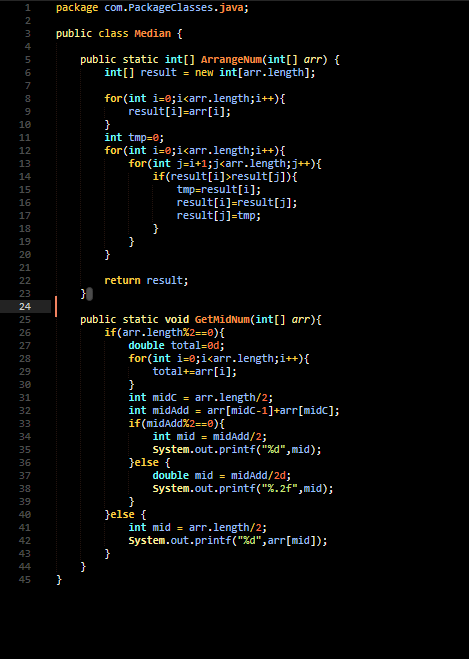 1 package com.PackageClasses.java;
2
3 public class Median {
4
5     public static int[] ArrangeNum(int[] arr) {
6         int[] result = new int[arr.length];
7
8         for(int i=0;i<arr.length;i++){
9             result[i]=arr[i];
10         }
11         int tmp=0;
12         for(int i=0;i<arr.length;i++){
13             for(int j=i+1;j<arr.length;j++){
14                 if(result[i]>result[j]){
15                     tmp=result[i];
16                     result[i]=result[j];
17                     result[j]=tmp;
18                 }
19             }
20         }
21
22         return result;
23     }
24
25     public static void GetMidNum(int[] arr){
26         if(arr.length%2==0){
27             double total=0d;
28             for(int i=0;i<arr.length;i++){
29                 total+=arr[i];
30             }
31             int midC = arr.length/2;
32             int midAdd = arr[midC-1]+arr[midC];
33             if(midAdd%2==0){
34                 int mid = midAdd/2;
35                 System.out.printf("%d",mid);
36             }else {
37                 double mid = midAdd/2d;
38                 System.out.printf("%.2f",mid);
39             }
40         }else {
41             int mid = arr.length/2;
42             System.out.printf("%d",arr[mid]);
43         }
44     }
45 }